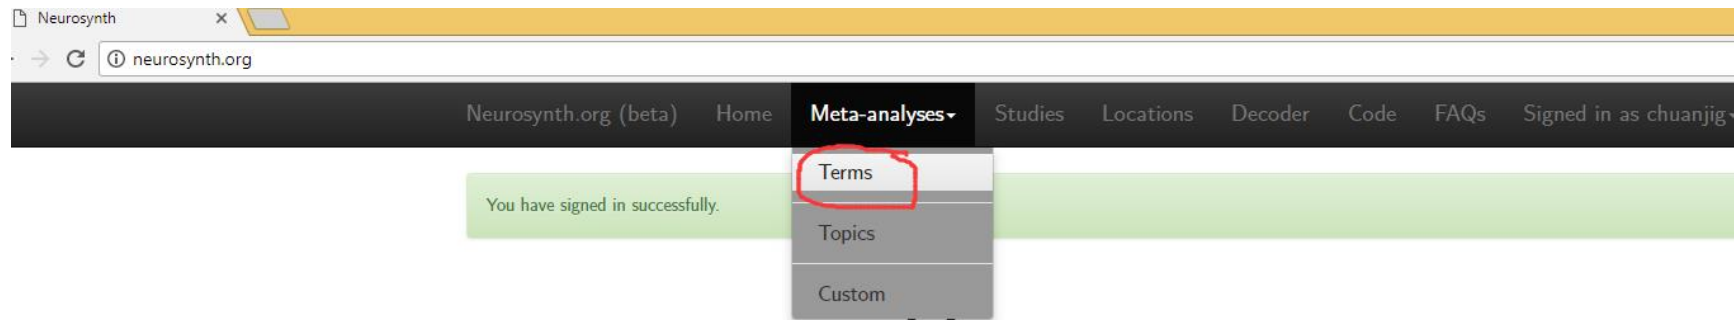 Neurosynth
neurosynth.org
Neurosynth.org (beta) Home Meta-analyses Studies Locations Decoder Code FAQs Signed in as chuanjig
Terms
You have signed in successfully.
Topics
Custom